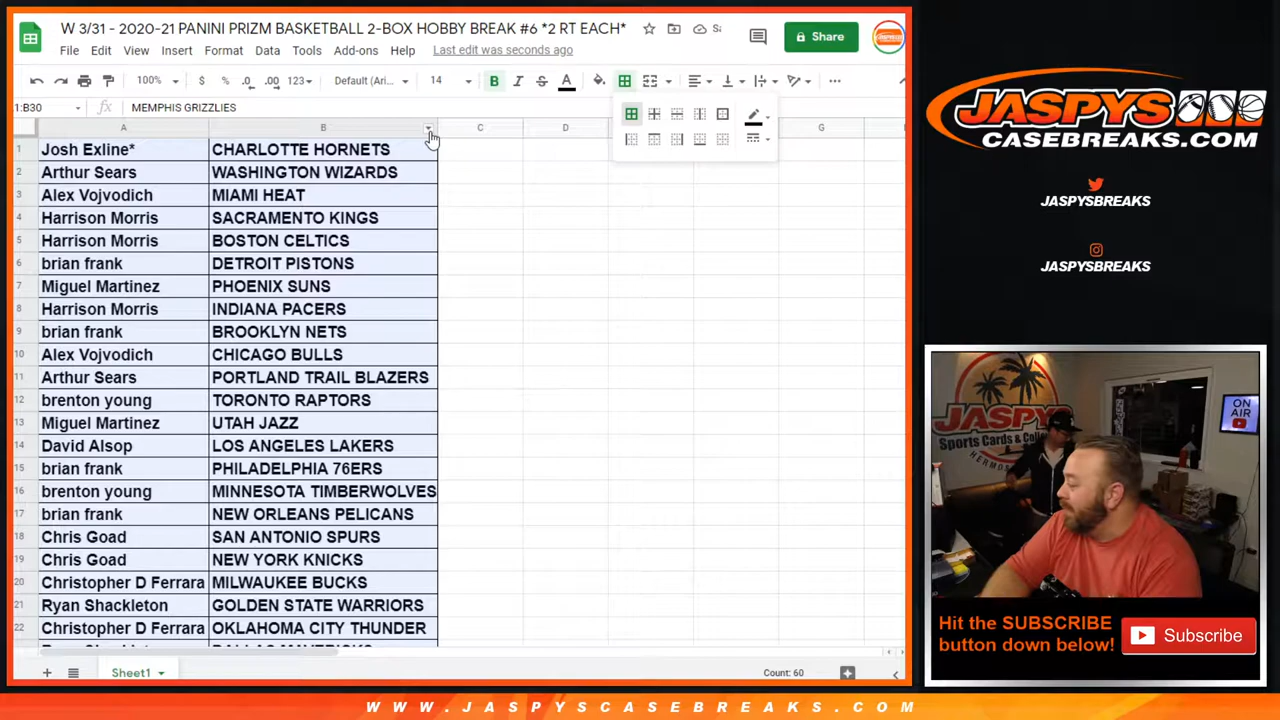 W 3/31 - 2020-21 PANINI PRIZM BASKETBALL 2-BOX HOBBY BREAK #6 *2 RT EACH*
Share
File Edit View Insert Format Data Tools Add-ons Help Last edit was seconds ago
100% $ % .0 .00 123 Default (Ari... 14 B I S A
1:B30 fx MEMPHIS GRIZZLIES
A B C D G
1 Josh Exline* CHARLOTTE HORNETS
2 Arthur Sears WASHINGTON WIZARDS
3 Alex Vojvodich MIAMI HEAT
4 Harrison Morris SACRAMENTO KINGS
5 Harrison Morris BOSTON CELTICS
6 brian frank DETROIT PISTONS
7 Miguel Martinez PHOENIX SUNS
8 Harrison Morris INDIANA PACERS
9 brian frank BROOKLYN NETS
10 Alex Vojvodich CHICAGO BULLS
11 Arthur Sears PORTLAND TRAIL BLAZERS
12 brenton young TORONTO RAPTORS
13 Miguel Martinez UTAH JAZZ
14 David Alsop LOS ANGELES LAKERS
15 brian frank PHILADELPHIA 76ERS
16 brenton young MINNESOTA TIMBERWOLVES
17 brian frank NEW ORLEANS PELICANS
18 Chris Goad SAN ANTONIO SPURS
19 Chris Goad NEW YORK KNICKS
20 Christopher D Ferrara MILWAUKEE BUCKS
21 Ryan Shackleton GOLDEN STATE WARRIORS
22 Christopher D Ferrara OKLAHOMA CITY THUNDER
Sheet1
Count: 60
JASPYS
CASEBREAKS.COM
JASPYSBREAKS
JASPYSBREAKS
JASPYS
Sports Cards &
HERMOS
ON
AIR
Hit the SUBSCRIBE
button down below!
Subscribe
WWW.JASPYSCASEBREAKS.COM